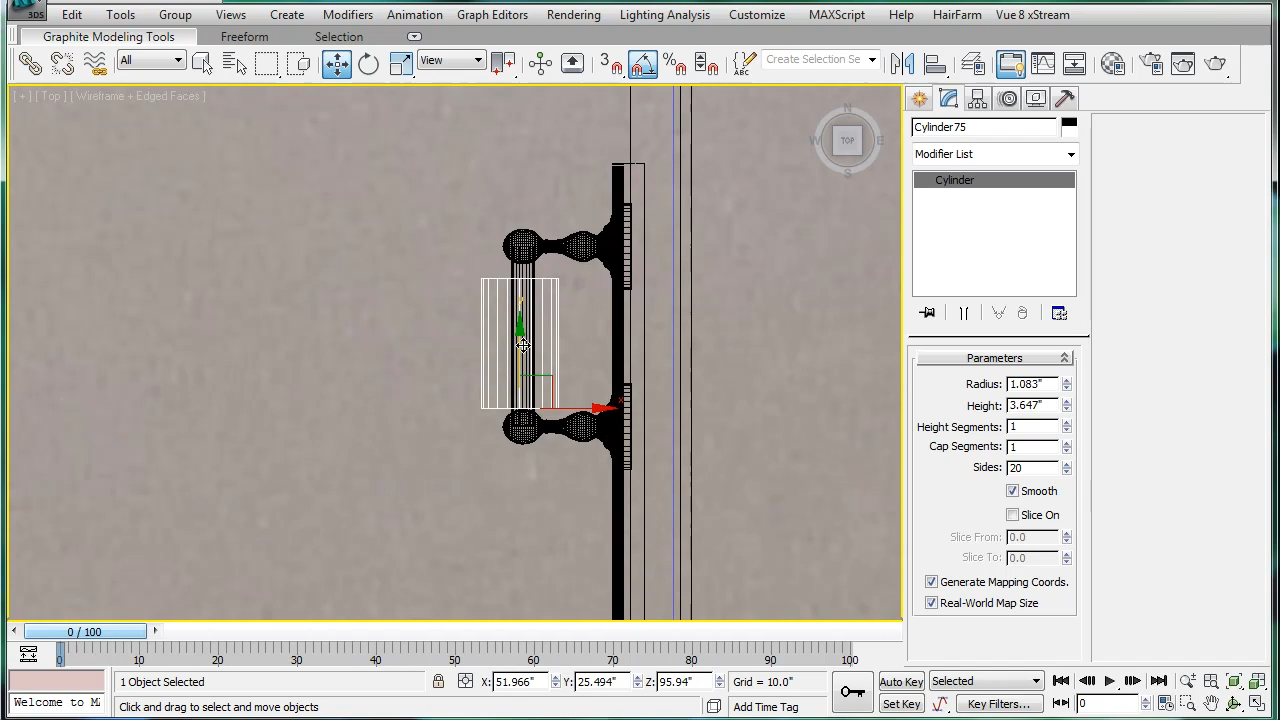 Edit Tools Group Views Create Modifiers Animation Graph Editors Rendering Lighting Analysis Customize MAXScript Help HairFarm Vue 8 xStream
3DS
Graphite Modeling Tools Freeform Selection
All View 3 ABC Create Selection Se
[ + ] [ Top ] [ Wireframe + Edged Faces ]
N
W TOP E
S
Cylinder75
Modifier List
Cylinder
Parameters
Radius: 1.083"
Height: 3.647"
Height Segments: 1
Cap Segments: 1
Sides: 20
Smooth
Slice On
Slice From: 0.0
Slice To: 0.0
Generate Mapping Coords.
Real-World Map Size
x
0 / 100
0 10 20 30 40 50 60 70 80 90 100
1 Object Selected X: 51.966" Y: 25.494" Z: 95.94" Grid = 10.0" Auto Key Selected
Welcome to M Click and drag to select and move objects Add Time Tag Set Key Key Filters... 0